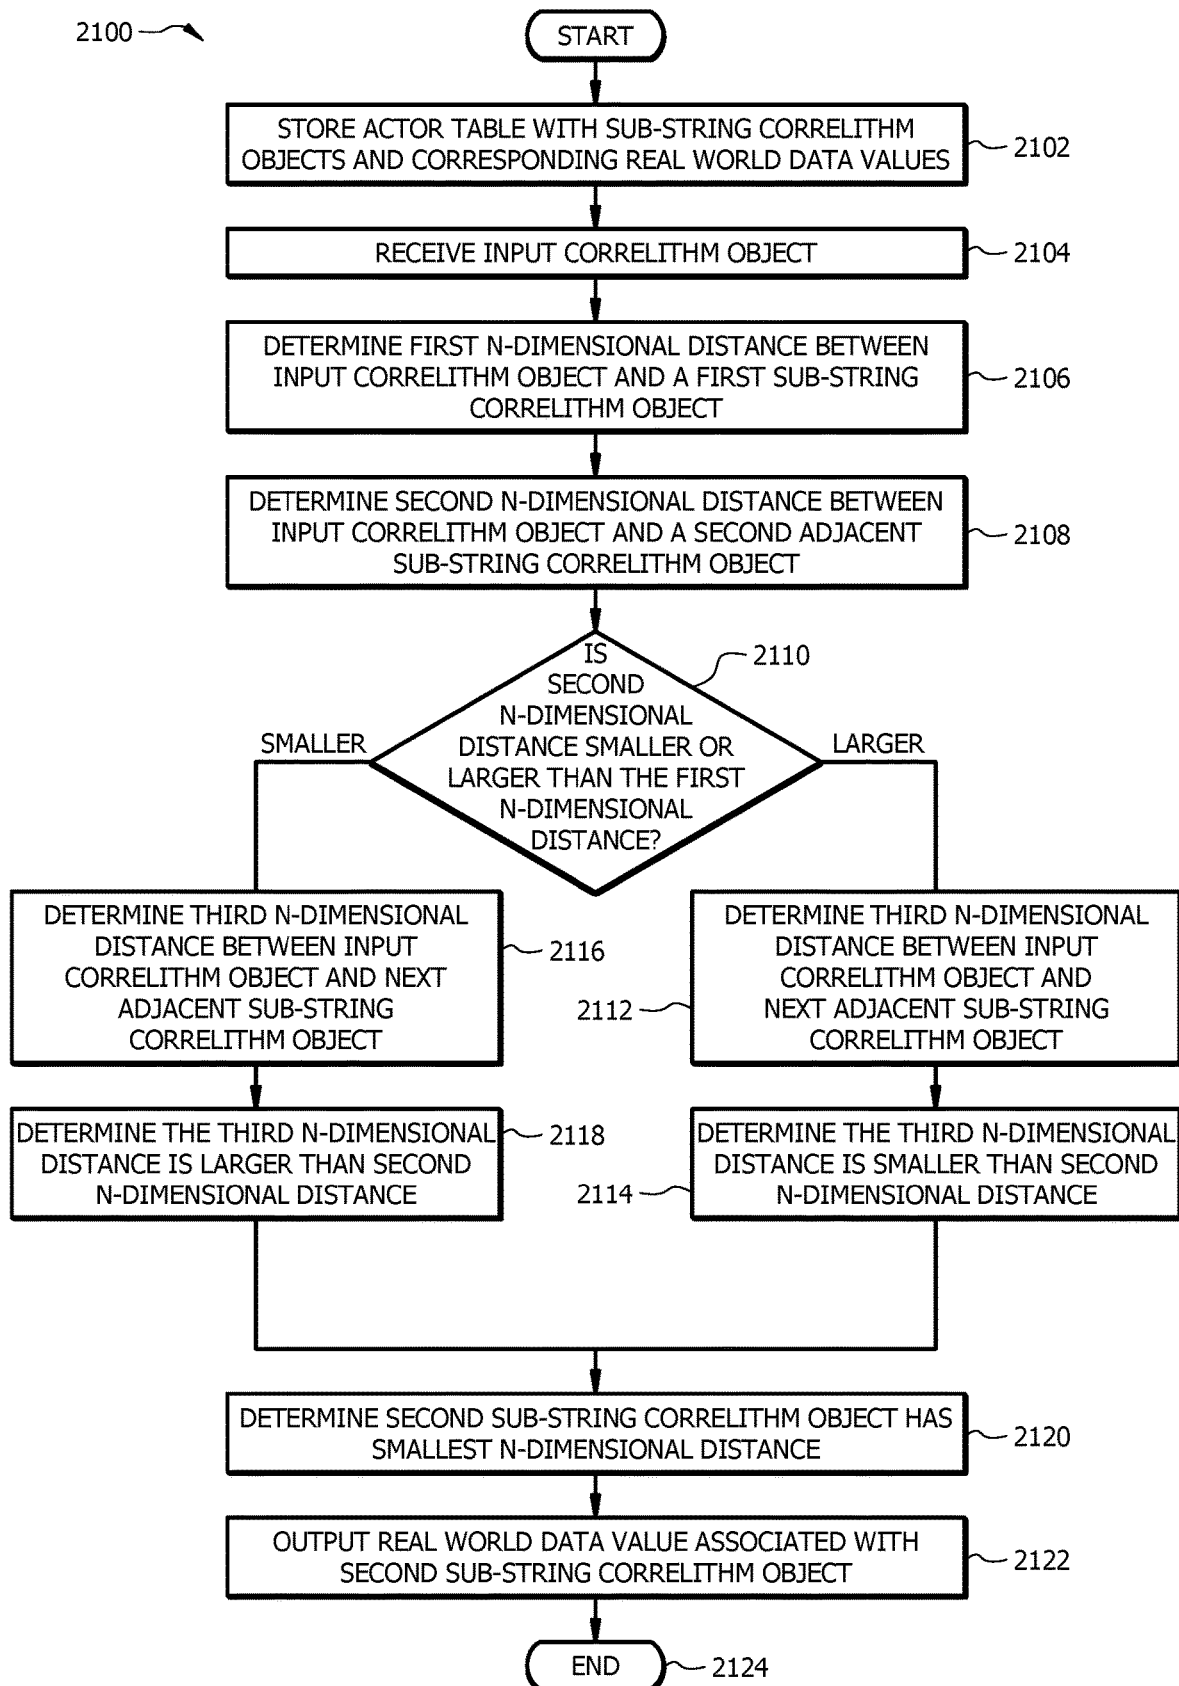 2100
START
STORE ACTOR TABLE WITH SUB-STRING CORRELITHM
OBJECTS AND CORRESPONDING REAL WORLD DATA VALUES
2102
RECEIVE INPUT CORRELITHM OBJECT
2104
DETERMINE FIRST N-DIMENSIONAL DISTANCE BETWEEN
INPUT CORRELITHM OBJECT AND A FIRST SUB-STRING
CORRELITHM OBJECT
2106
DETERMINE SECOND N-DIMENSIONAL DISTANCE BETWEEN
INPUT CORRELITHM OBJECT AND A SECOND ADJACENT
SUB-STRING CORRELITHM OBJECT
2108
IS
SECOND
N-DIMENSIONAL
DISTANCE SMALLER OR
LARGER THAN THE FIRST
N-DIMENSIONAL
DISTANCE?
2110
SMALLER
LARGER
DETERMINE THIRD N-DIMENSIONAL
DISTANCE BETWEEN INPUT
CORRELITHM OBJECT AND NEXT
ADJACENT SUB-STRING
CORRELITHM OBJECT
2116
DETERMINE THIRD N-DIMENSIONAL
DISTANCE BETWEEN INPUT
CORRELITHM OBJECT AND
NEXT ADJACENT SUB-STRING
CORRELITHM OBJECT
2112
DETERMINE THE THIRD N-DIMENSIONAL
DISTANCE IS LARGER THAN SECOND
N-DIMENSIONAL DISTANCE
2118
DETERMINE THE THIRD N-DIMENSIONAL
DISTANCE IS SMALLER THAN SECOND
N-DIMENSIONAL DISTANCE
2114
DETERMINE SECOND SUB-STRING CORRELITHM OBJECT HAS
SMALLEST N-DIMENSIONAL DISTANCE
2120
OUTPUT REAL WORLD DATA VALUE ASSOCIATED WITH
SECOND SUB-STRING CORRELITHM OBJECT
2122
END
2124